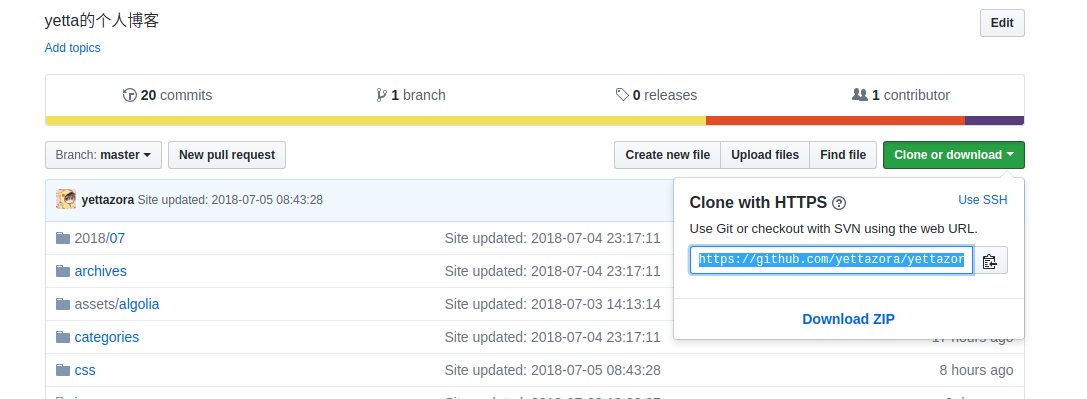 yetta的个人博客
Edit
Add topics
20 commits
1 branch
0 releases
1 contributor
Branch: master
New pull request
Create new file
Upload files
Find file
Clone or download
yettazora Site updated: 2018-07-05 08:43:28
Clone with HTTPS
Use SSH
Use Git or checkout with SVN using the web URL.
https://github.com/yettazora/yettazor
Download ZIP
2018/07
Site updated: 2018-07-04 23:17:11
archives
Site updated: 2018-07-04 23:17:11
assets/algolia
Site updated: 2018-07-03 14:13:14
categories
Site updated: 2018-07-04 23:17:11
17 hours ago
css
Site updated: 2018-07-05 08:43:28
8 hours ago